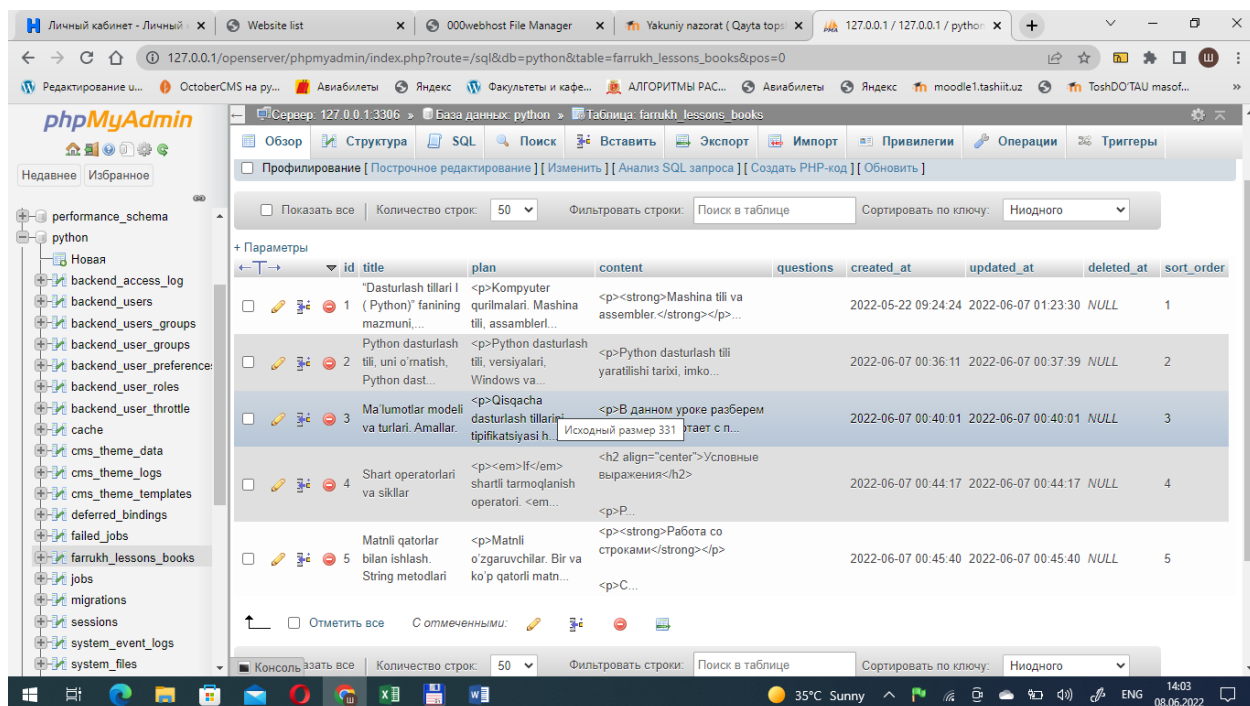 Личный кабинет - Личный
Website list
000webhost File Manager
Yakuniy nazorat ( Qayta tops
127.0.0.1 / 127.0.0.1 / python
127.0.0.1/openserver/phpmyadmin/index.php?route=/sql&db=python&table=farrukh_lessons_books&pos=0
Редактирование и...
OctoberCMS на ру...
Авиабилеты
Яндекс
Факультеты и кафе...
АЛГОРИТМЫ РАС...
Авиабилеты
Яндекс
moodle1.tashiit.uz
ToshDO'TAU masof...
»
phpMyAdmin
Недавнее Избранное
performance_schema
python
Новая
backend_access_log
backend_users
backend_users_groups
backend_user_groups
backend_user_preference
backend_user_roles
backend_user_throttle
cache
cms_theme_data
cms_theme_logs
cms_theme_templates
deferred_bindings
failed_jobs
farrukh_lessons_books
jobs
migrations
sessions
system_event_logs
system_files
Сервер: 127.0.0.1:3306 » База данных: python » Таблица: farrukh_lessons_books
Обзор Структура SQL Поиск Вставить Экспорт Импорт Привилегии Операции Триггеры
Профилирование [ Построчное редактирование ] [ Изменить ] [ Анализ SQL запроса ] [ Создать PHP-код ] [ Обновить ]
Показать все | Количество строк: 50 Фильтровать строки: Поиск в таблице Сортировать по ключу: Ниодного
+ Параметры
←T→ id title plan content questions created_at updated_at deleted_at sort_order
1
"Dasturlash tillari I
( Python)" fanining
mazmuni,...
<p>Kompyuter
qurilmalari. Mashina
tili, assamblerl...
<p><strong>Mashina tili va
assembler.</strong></p>...
2022-05-22 09:24:24 2022-06-07 01:23:30 NULL 1
2
Python dasturlash
tili, uni o'rnatish,
Python dast...
<p>Python dasturlash
tili, versiyalari,
Windows va...
<p>Python dasturlash tili
yaratilishi tarixi, imko...
2022-06-07 00:36:11 2022-06-07 00:37:39 NULL 2
3
Ma'lumotlar modeli
va turlari. Amallar.
<p>Qisqacha
dasturlash tillarini
tipifikatsiyasi h...
<p>В данном уроке разберем
отает с п...
Исходный размер 331
2022-06-07 00:40:01 2022-06-07 00:40:01 NULL 3
4
Shart operatorlari
va sikllar
<p><em>If</em>
shartli tarmoqlanish
operatori. <em...
<h2 align="center">Условные
выражения</h2>
<p>Р...
2022-06-07 00:44:17 2022-06-07 00:44:17 NULL 4
5
Matnli qatorlar
bilan ishlash.
String metodlari
<p>Matnli
o'zgaruvchilar. Bir va
ko'p qatorli matn...
<p><strong>Работа со
строками</strong></p>
<p>С...
2022-06-07 00:45:40 2022-06-07 00:45:40 NULL 5
Отметить все С отмеченными:
Консоль
зать все | Количество строк: 50 Фильтровать строки: Поиск в таблице Сортировать по ключу: Ниодного
35°C Sunny
ENG
14:03
08.06.2022